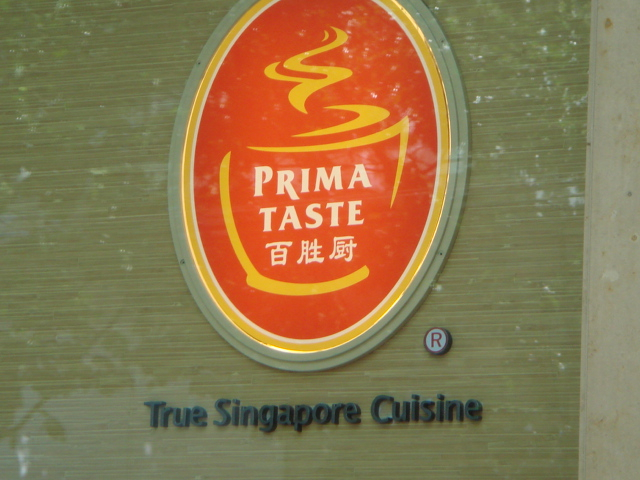 PRIMA
TASTE
百胜厨
®
True Singapore Cuisine